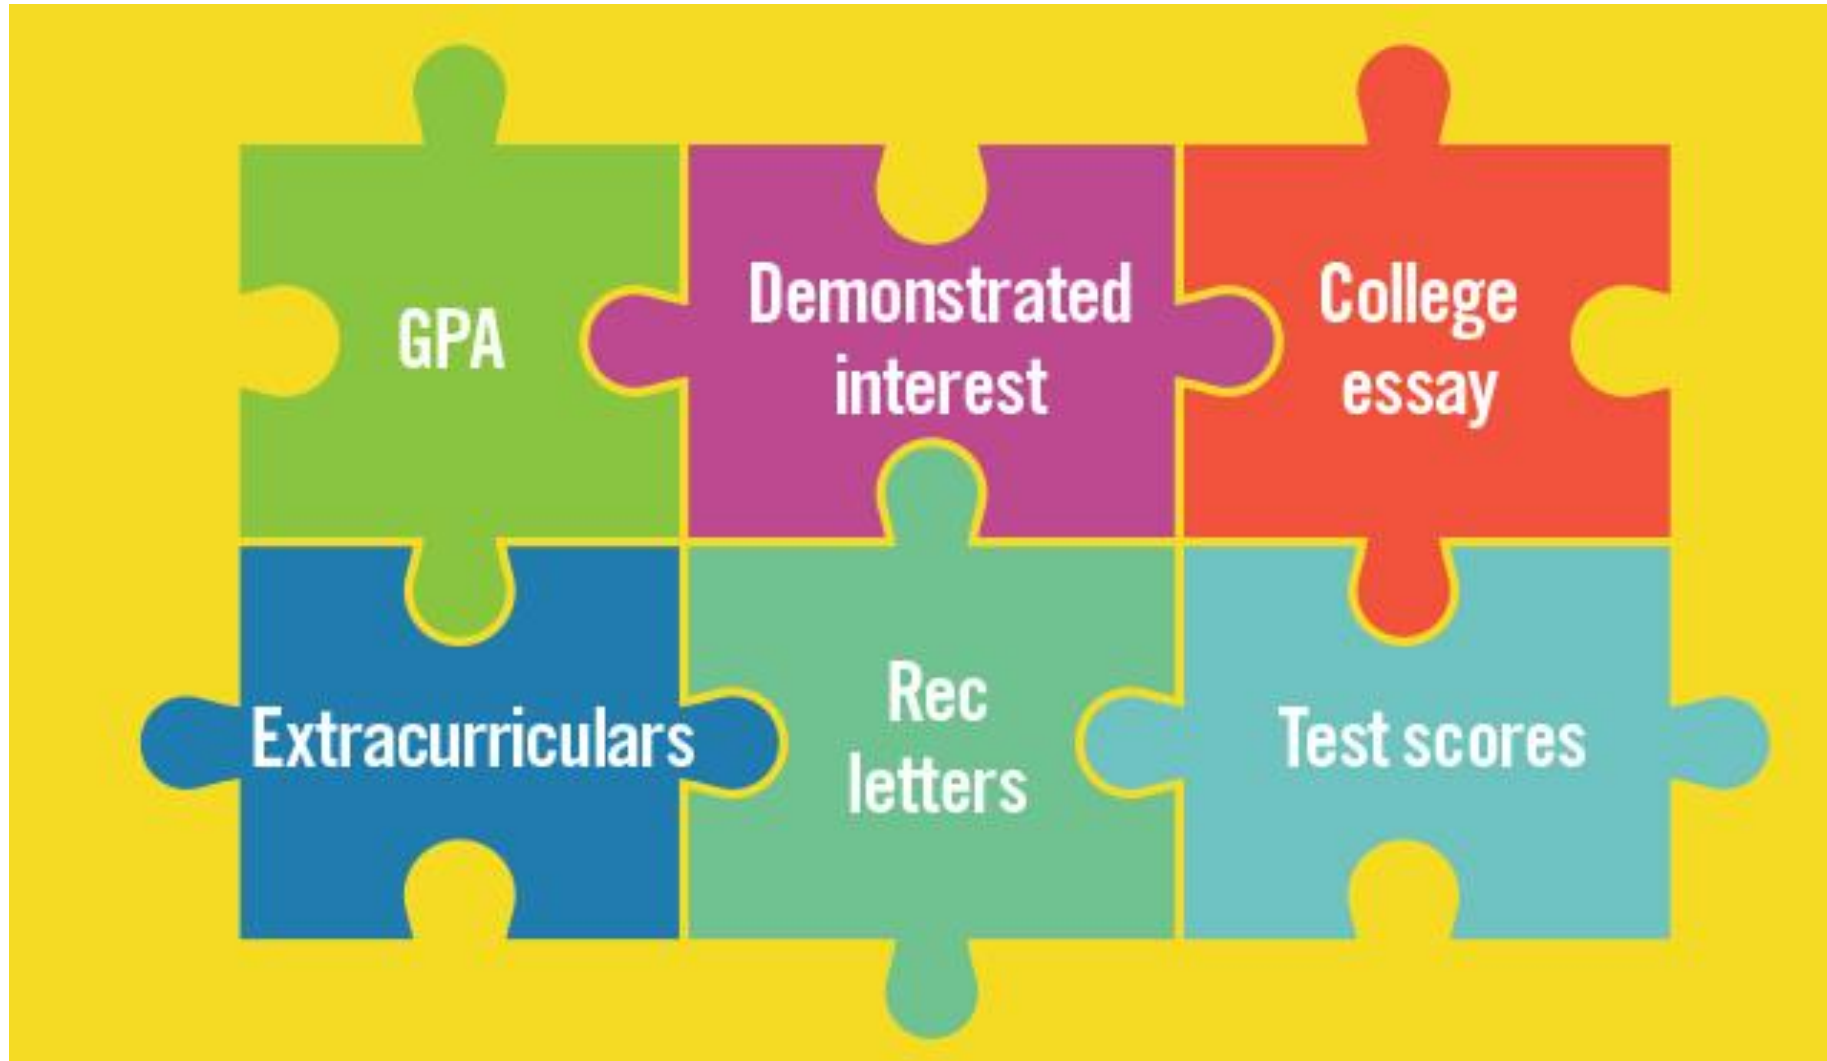 GPA
Demonstrated
interest
College
essay
Extracurriculars
Rec
letters
Test scores